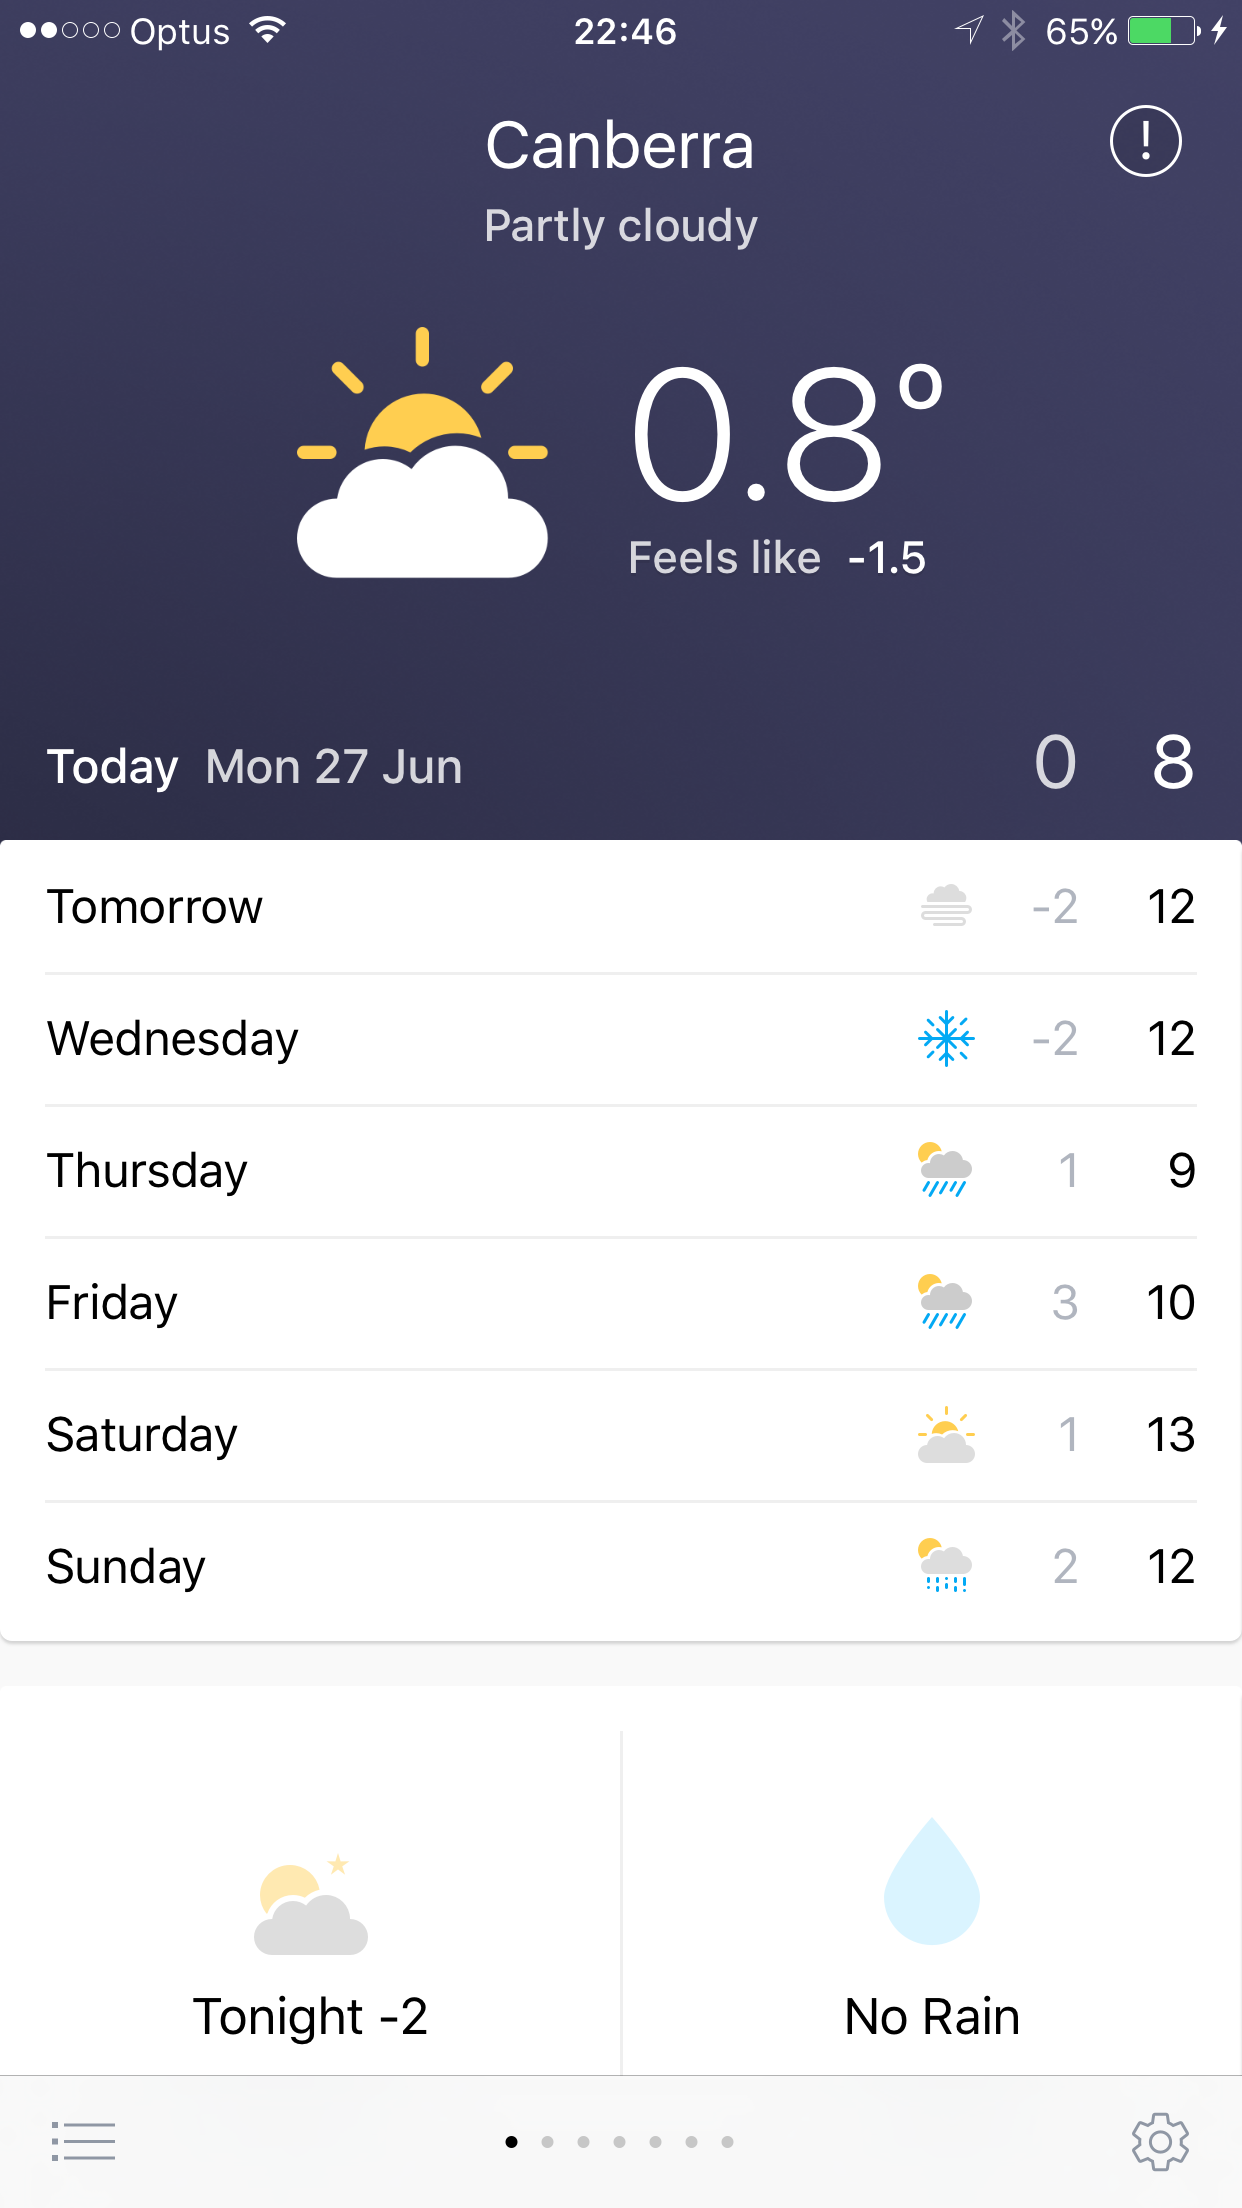 Optus 22:46 65%
Canberra
!
Partly cloudy
0.8°
Feels like -1.5
Today Mon 27 Jun 0 8
Tomorrow -2 12
Wednesday -2 12
Thursday 1 9
Friday 3 10
Saturday 1 13
Sunday 2 12
Tonight -2 No Rain